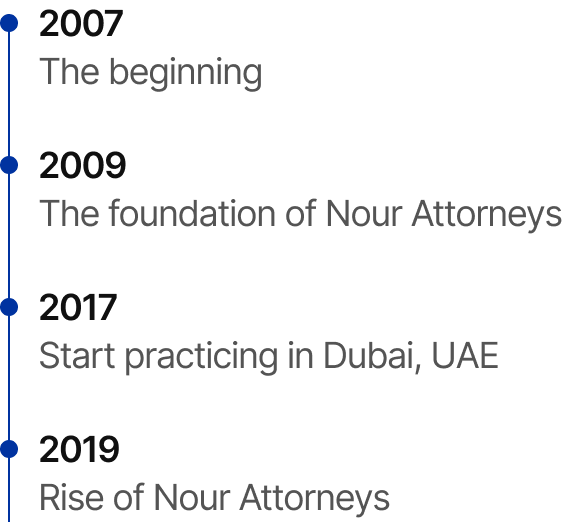 2007
The beginning
2009
The foundation of Nour Attorneys
2017
Start practicing in Dubai, UAE
2019
Rise of Nour Attorneys